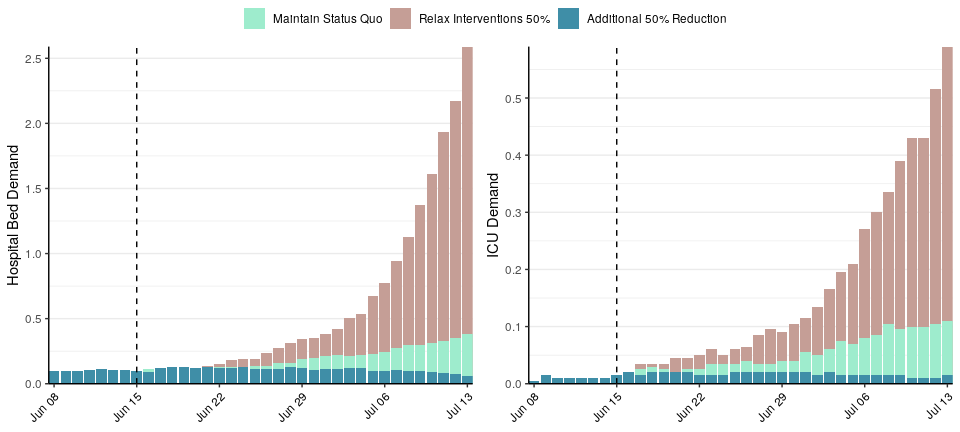 Maintain Status Quo Relax Interventions 50% Additional 50% Reduction
Hospital Bed Demand
2.5
2.0
1.5
1.0
0.5
0.0
Jun 08 Jun 15 Jun 22 Jun 29 Jul 06 Jul 13
ICU Demand
0.5
0.4
0.3
0.2
0.1
0.0
Jun 08 Jun 15 Jun 22 Jun 29 Jul 06 Jul 13